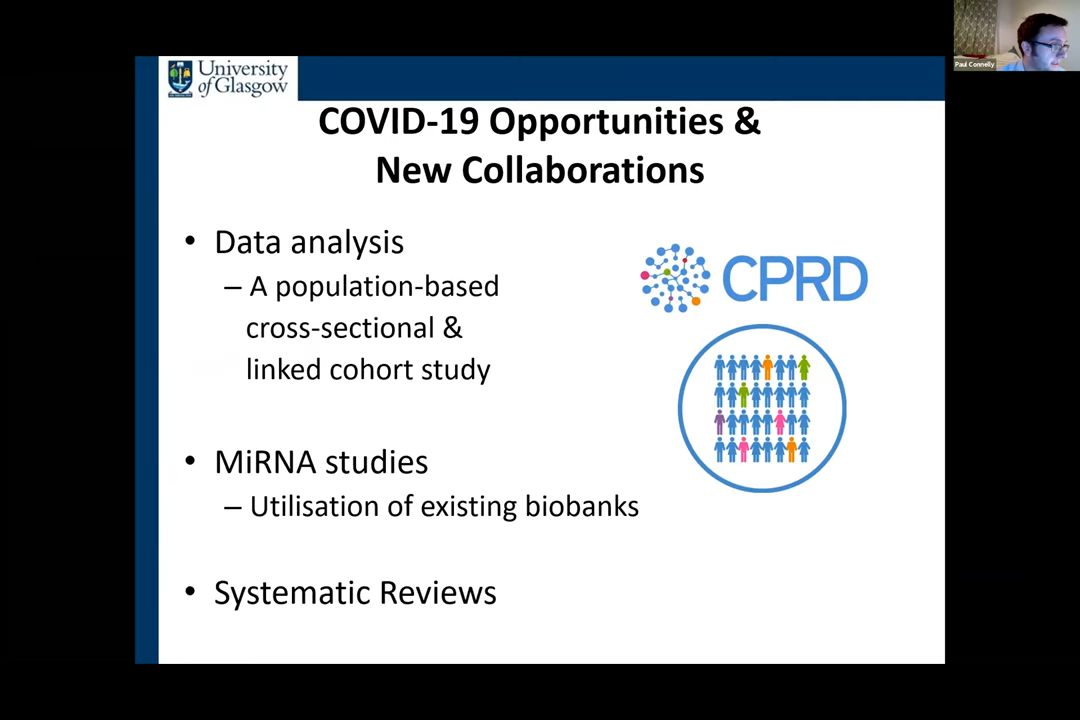 University
of Glasgow
Paul Connelly
COVID-19 Opportunities &
New Collaborations
• Data analysis
– A population-based
cross-sectional &
linked cohort study
CPRD
• MiRNA studies
– Utilisation of existing biobanks
• Systematic Reviews